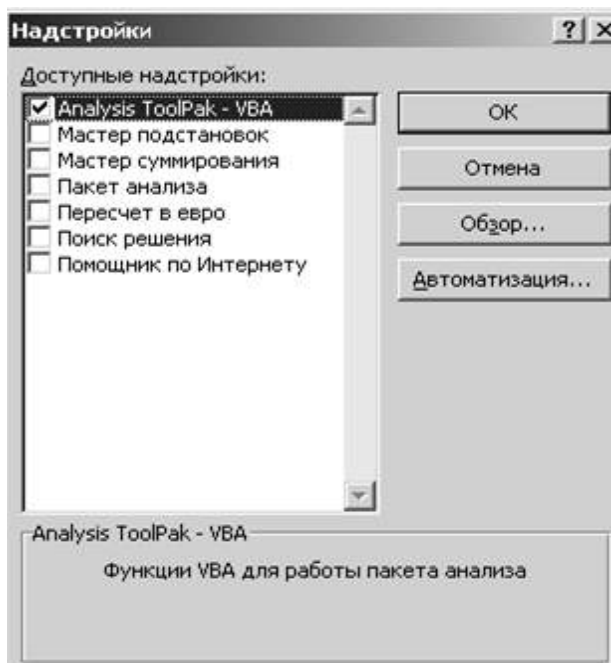 Надстройки
Доступные надстройки:
Analysis ToolPak - VBA
Мастер подстановок
Мастер суммирования
Пакет анализа
Пересчет в евро
Поиск решения
Помощник по Интернету
ОК
Отмена
Обзор...
Автоматизация...
Analysis ToolPak - VBA
Функции VBA для работы пакета анализа